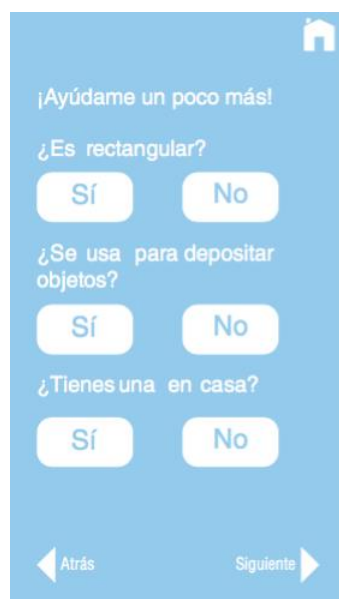 ¡Ayúdame un poco más!
¿Es rectangular?
Sí No
¿Se usa para depositar
objetos?
Sí No
¿Tienes una en casa?
Sí No
Atrás Siguiente